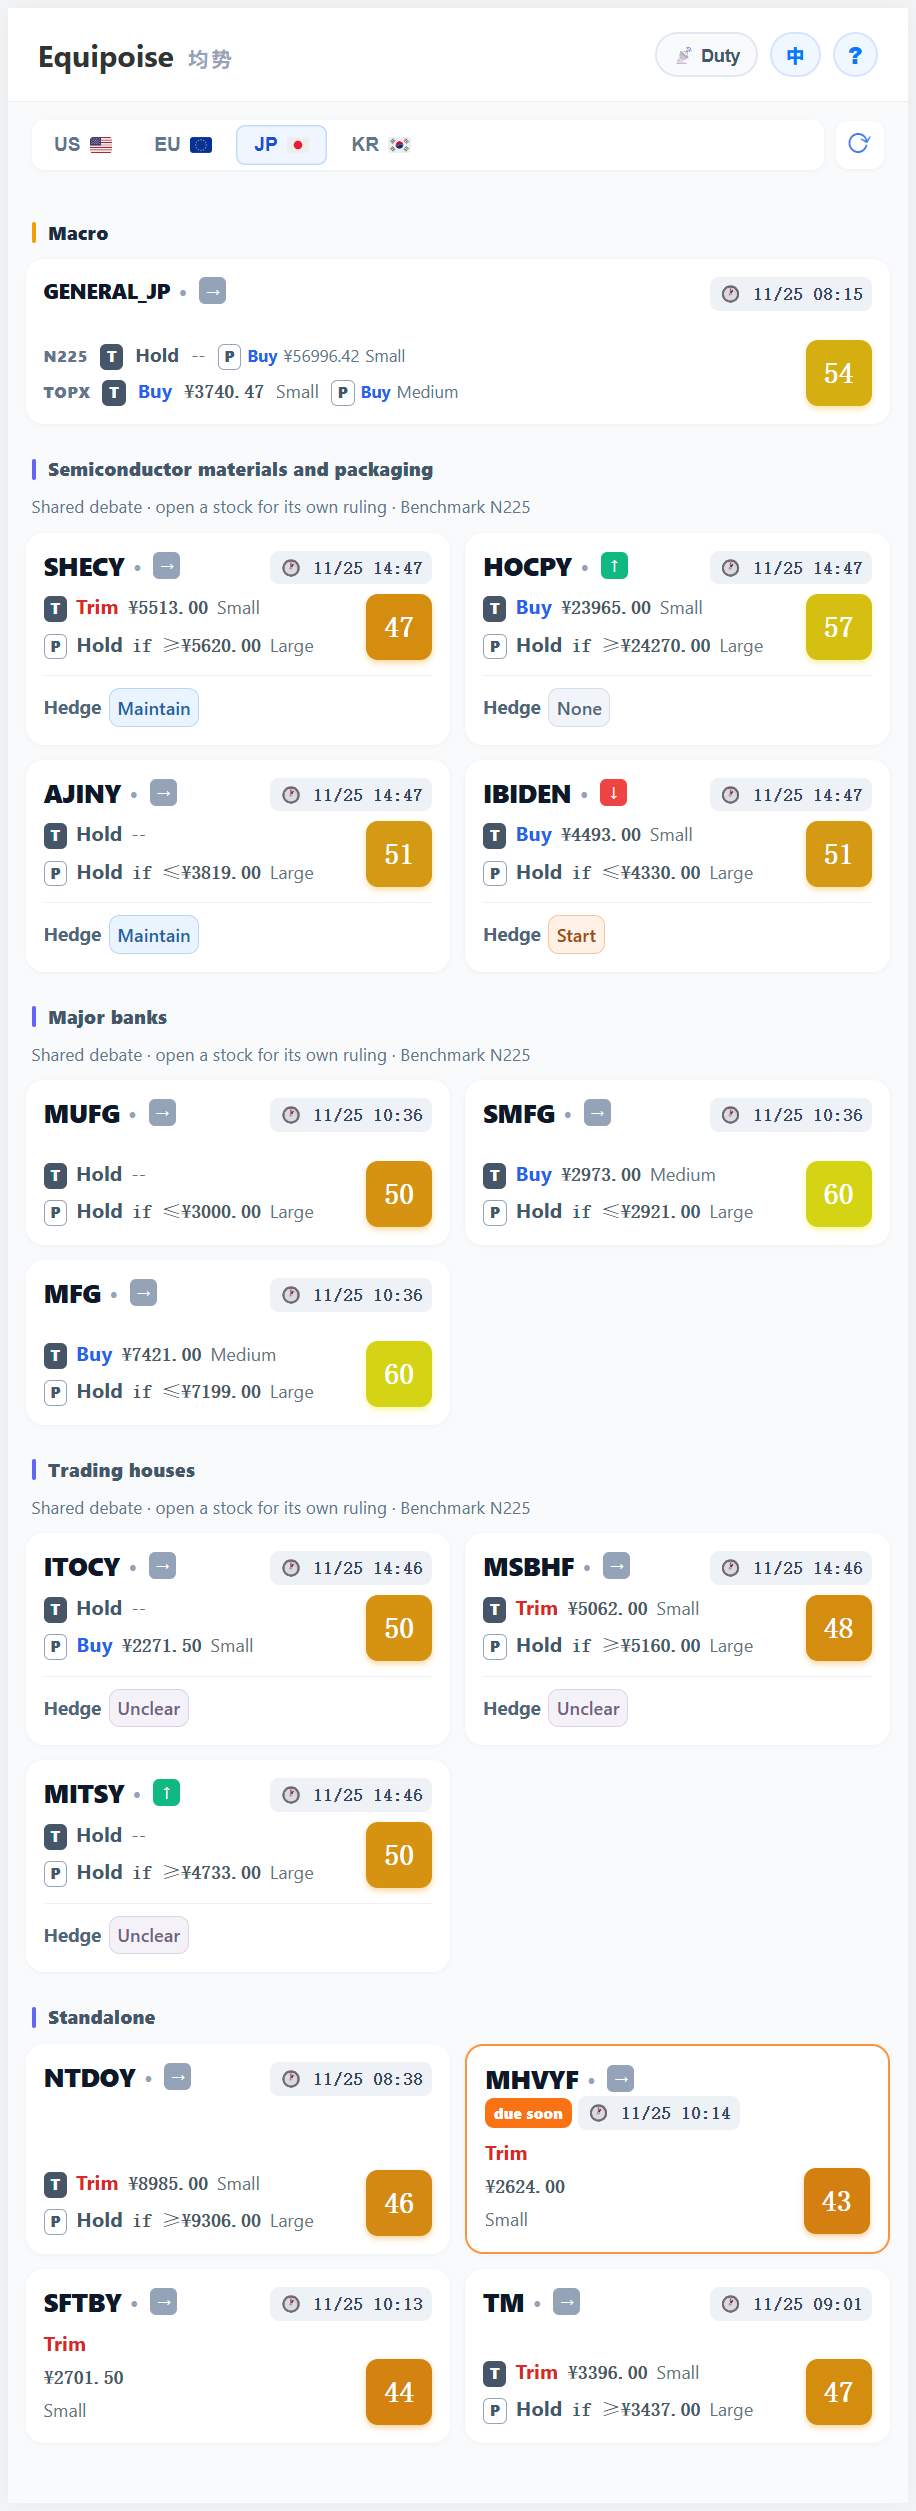 Equipoise 均势
Duty
中
?
US
EU
JP
KR
Macro
GENERAL_JP • →
11/25 08:15
N225 T Hold -- P Buy ¥56996.42 Small
TOPX T Buy ¥3740.47 Small P Buy Medium
54
Semiconductor materials and packaging
Shared debate · open a stock for its own ruling · Benchmark N225
SHECY • →
11/25 14:47
T Trim ¥5513.00 Small
P Hold if ≥¥5620.00 Large
47
Hedge Maintain
HOCPY • ↑
11/25 14:47
T Buy ¥23965.00 Small
P Hold if ≥¥24270.00 Large
57
Hedge None
AJINY • →
11/25 14:47
T Hold --
P Hold if ≤¥3819.00 Large
51
Hedge Maintain
IBIDEN • ↓
11/25 14:47
T Buy ¥4493.00 Small
P Hold if ≤¥4330.00 Large
51
Hedge Start
Major banks
Shared debate · open a stock for its own ruling · Benchmark N225
MUFG • →
11/25 10:36
T Hold --
P Hold if ≤¥3000.00 Large
50
SMFG • →
11/25 10:36
T Buy ¥2973.00 Medium
P Hold if ≤¥2921.00 Large
60
MFG • →
11/25 10:36
T Buy ¥7421.00 Medium
P Hold if ≤¥7199.00 Large
60
Trading houses
Shared debate · open a stock for its own ruling · Benchmark N225
ITOCY • →
11/25 14:46
T Hold --
P Buy ¥2271.50 Small
50
Hedge Unclear
MSBHF • →
11/25 14:46
T Trim ¥5062.00 Small
P Hold if ≥¥5160.00 Large
48
Hedge Unclear
MITSY • ↑
11/25 14:46
T Hold --
P Hold if ≥¥4733.00 Large
50
Hedge Unclear
Standalone
NTDOY • →
11/25 08:38
T Trim ¥8985.00 Small
P Hold if ≥¥9306.00 Large
46
MHVYF • →
due soon 11/25 10:14
Trim
¥2624.00
Small
43
SFTBY • →
11/25 10:13
Trim
¥2701.50
Small
44
TM • →
11/25 09:01
T Trim ¥3396.00 Small
P Hold if ≥¥3437.00 Large
47